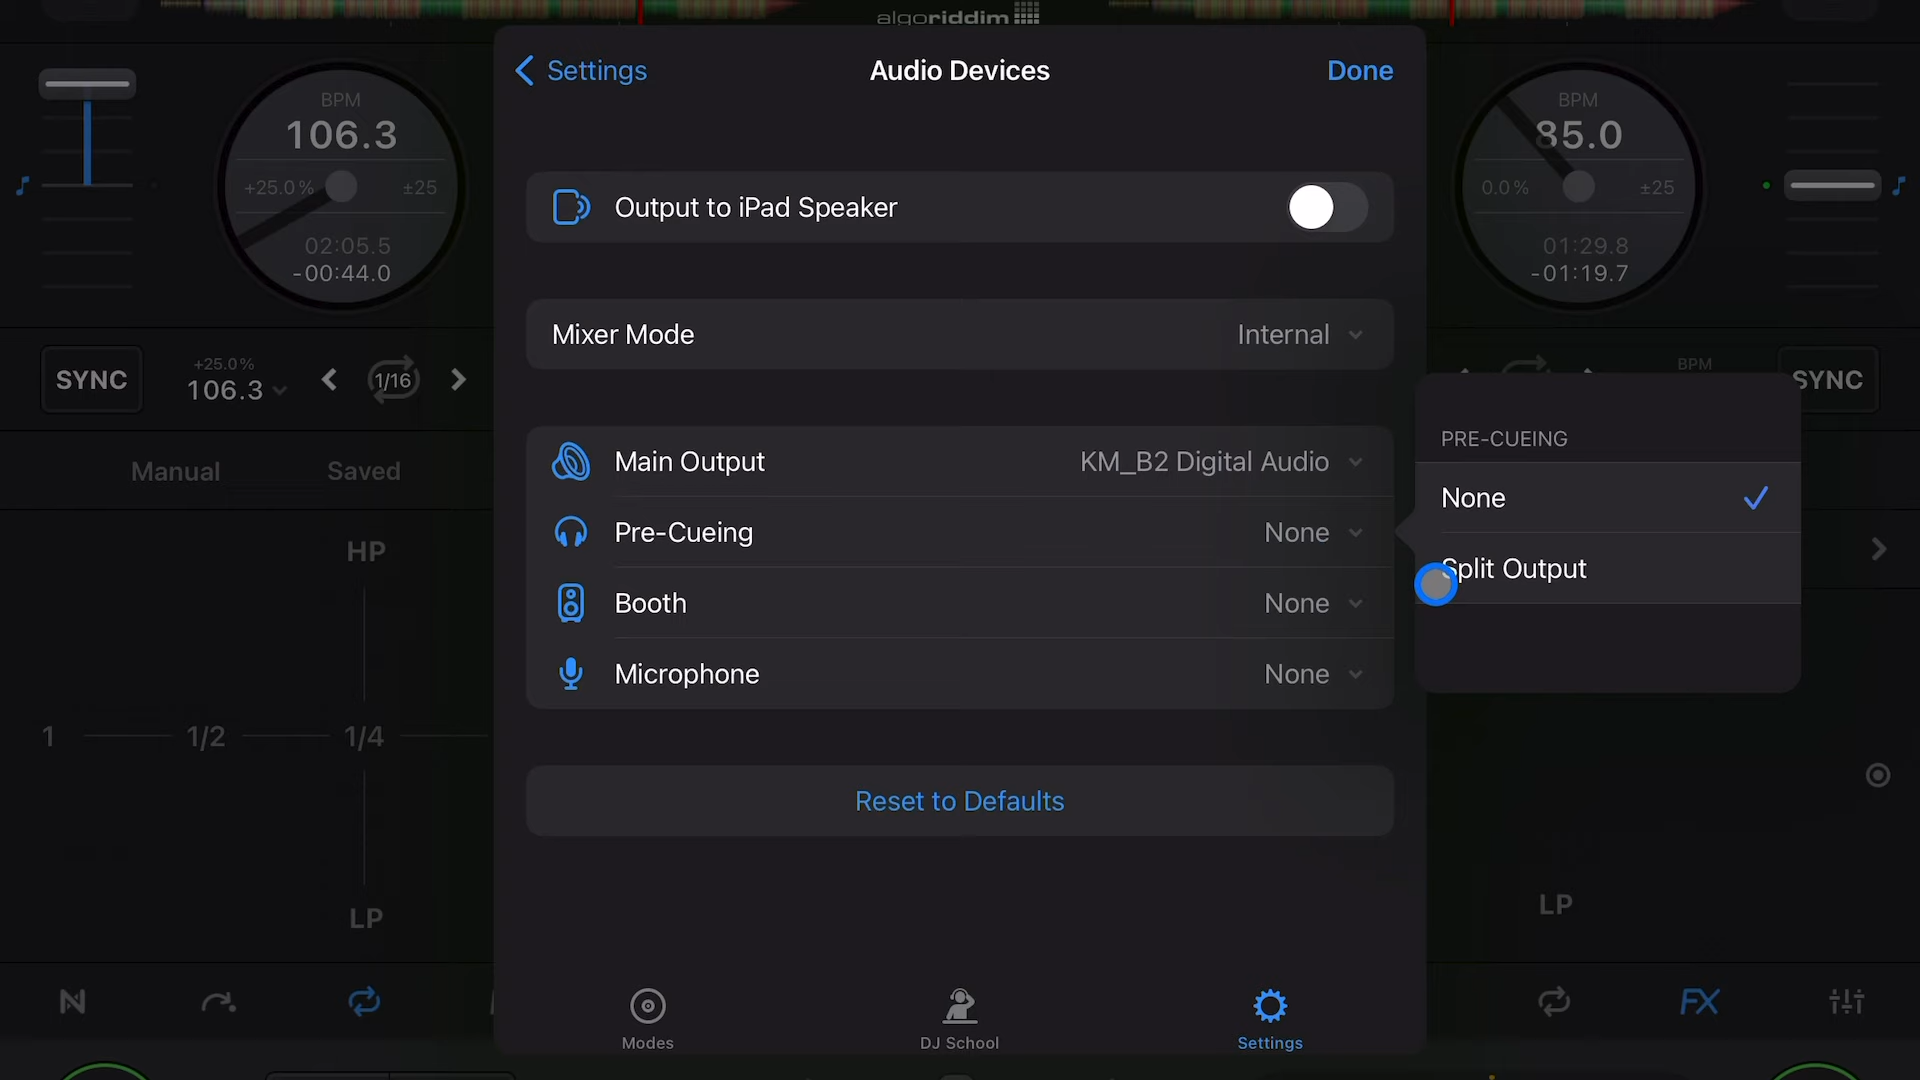 algoriddim
Settings
Audio Devices
Done
BPM
106.3
+25.0%
±25
02:05.5
-00:44.0
BPM
85.0
0.0%
±25
01:29.8
-01:19.7
Output to iPad Speaker
Mixer Mode
Internal
SYNC
+25.0%
106.3
1/16
BPM
SYNC
Main Output
KM_B2 Digital Audio
Pre-Cueing
None
Booth
None
Microphone
None
PRE-CUEING
None
Split Output
Manual
Saved
HP
1
1/2
1/4
LP
LP
Reset to Defaults
Modes
DJ School
Settings
FX